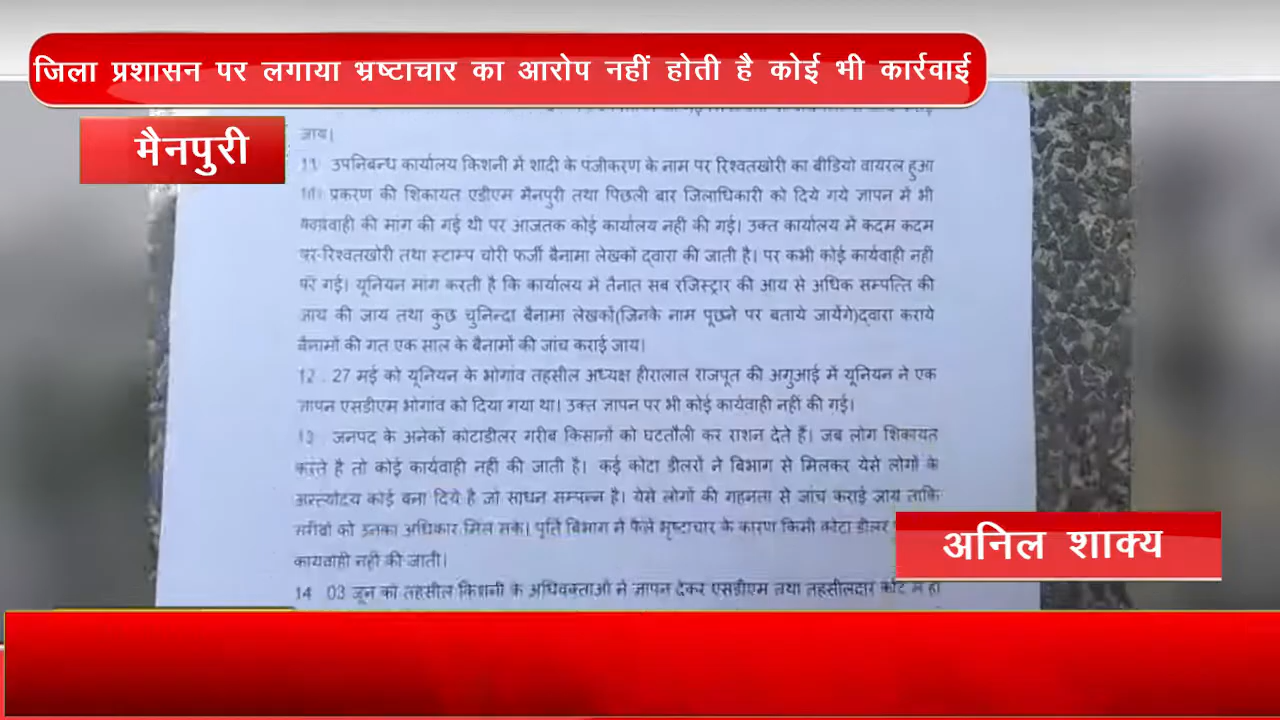 जिला प्रशासन पर लगाया भ्रष्टाचार का आरोप नहीं होती है कोई भी कार्रवाई
मैनपुरी
जाय।
11 उपनिबन्ध कार्यालय किशनी में शादी के पंजीकरण के नाम पर रिश्वतखोरी का बीडियो वायरल हुआ
प्रकरण की शिकायत एडीएम मैनपुरी तथा पिछली बार जिलाधिकारी को दिये गये ज्ञापन में भी
की मांग की गई थी पर आजतक कोई कार्यालय नही की गई। उक्त कार्यालय में कदम कदम
पर रिश्वतखोरी तथा स्टाम्प चोरी फर्जी बैनामा लेखकों द्वारा की जाती है। पर कभी कोई कार्यवाही नहीं
गई। यूनियन मांग करती है कि कार्यालय में तैनात सब रजिस्ट्रार की आय से अधिक सम्पत्ति की
जाच की जाय तथा कुछ चुनिन्दा बैनामा लेखकों(जिनके नाम पूछने पर बताये जायेंगे)द्वारा कराये
बैनामों की गत एक साल के बैनामों की जांच कराई जाय।
12 . 27 मई को यूनियन के भोगांव तहसील अध्यक्ष हीरालाल राजपूत की अगुआई में यूनियन ने एक
ज्ञापन एसडीएम भोगांव को दिया गया था। उक्त ज्ञापन पर भी कोई कार्यवाही नहीं की गई।
13 जनपद के अनेकों कोटाडीलर गरीब किसानों को घटतौली कर राशन देते हैं। जब लोग शिकायत
करते है तो कोई कार्यवाही नही की जाती है। कई कोटा डीलरों ने बिभाग से मिलकर येसे लोगों के
अन्त्योदय कोई बना दिये है जो साधन सम्पन्न है। येसे लोगों की गहनता से जांच कराई जाय ताकि
गरीबों को उनका अधिकार मिल सके। पूर्ति बिभाग में फैले भृष्टाचार के कारण किसी कोटा डीलर
कार्यवाही नही की जाती।
14 03 जून को तहसील किशनी के अधिवक्ताओं ने ज्ञापन देकर एसडीएम तथा तहसीलदार कोर्ट में हो
अनिल शाक्य